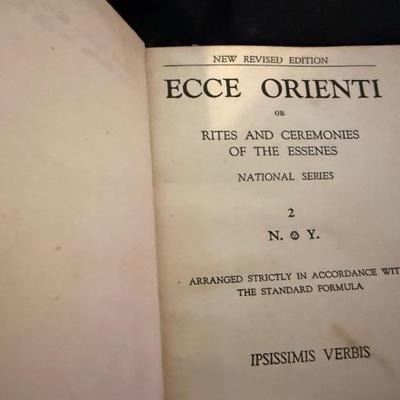 NEW REVISED EDITION
ECCE ORIENTI
OR
RITES AND CEREMONIES
OF THE ESSENES
NATIONAL SERIES
2
N. ❂ Y.
ARRANGED STRICTLY IN ACCORDANCE WIT
THE STANDARD FORMULA
IPSISSIMIS VERBIS